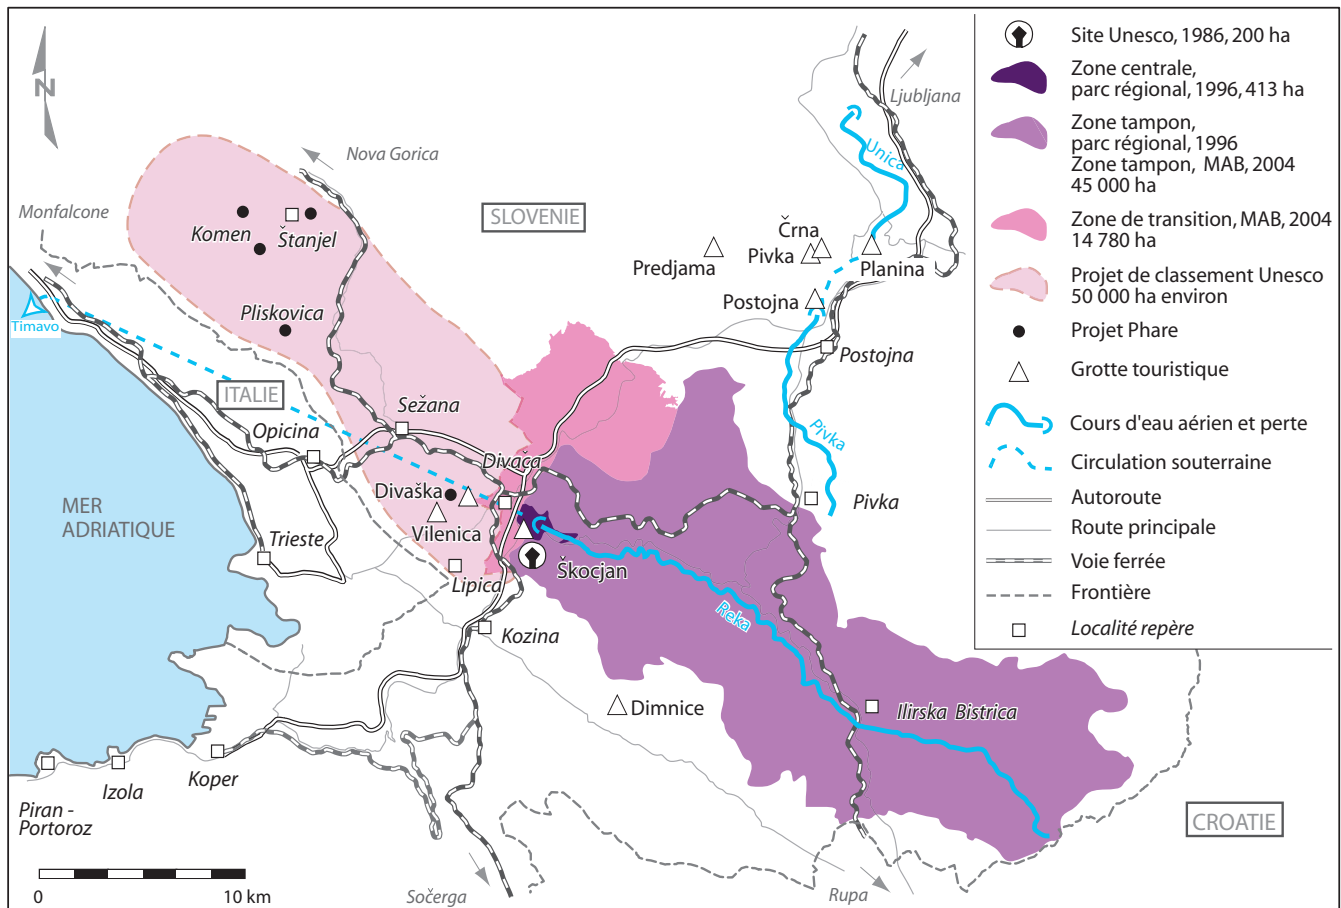 N
Nova Gorica
Monfalcone
SLOVENIE
Ljubljana
Unica
Komen
Štanjel
Pliskovica
Črna
Pivka
Predjama
Planina
Postojna
Postojna
Timavo
ITALIE
Opicina
Sežana
Divača
Divaška
Vilenica
Pivka
Pivka
MER
ADRIATIQUE
Trieste
Lipica
Škocjan
Kozina
Reka
Dimnice
Ilirska Bistrica
Koper
Izola
Piran -
Portoroz
CROATIE
Sočerga
Rupa
0
10 km
Site Unesco, 1986, 200 ha
Zone centrale,
parc régional, 1996, 413 ha
Zone tampon,
parc régional, 1996
Zone tampon, MAB, 2004
45 000 ha
Zone de transition, MAB, 2004
14 780 ha
Projet de classement Unesco
50 000 ha environ
Projet Phare
Grotte touristique
Cours d'eau aérien et perte
Circulation souterraine
Autoroute
Route principale
Voie ferrée
Frontière
Localité repère